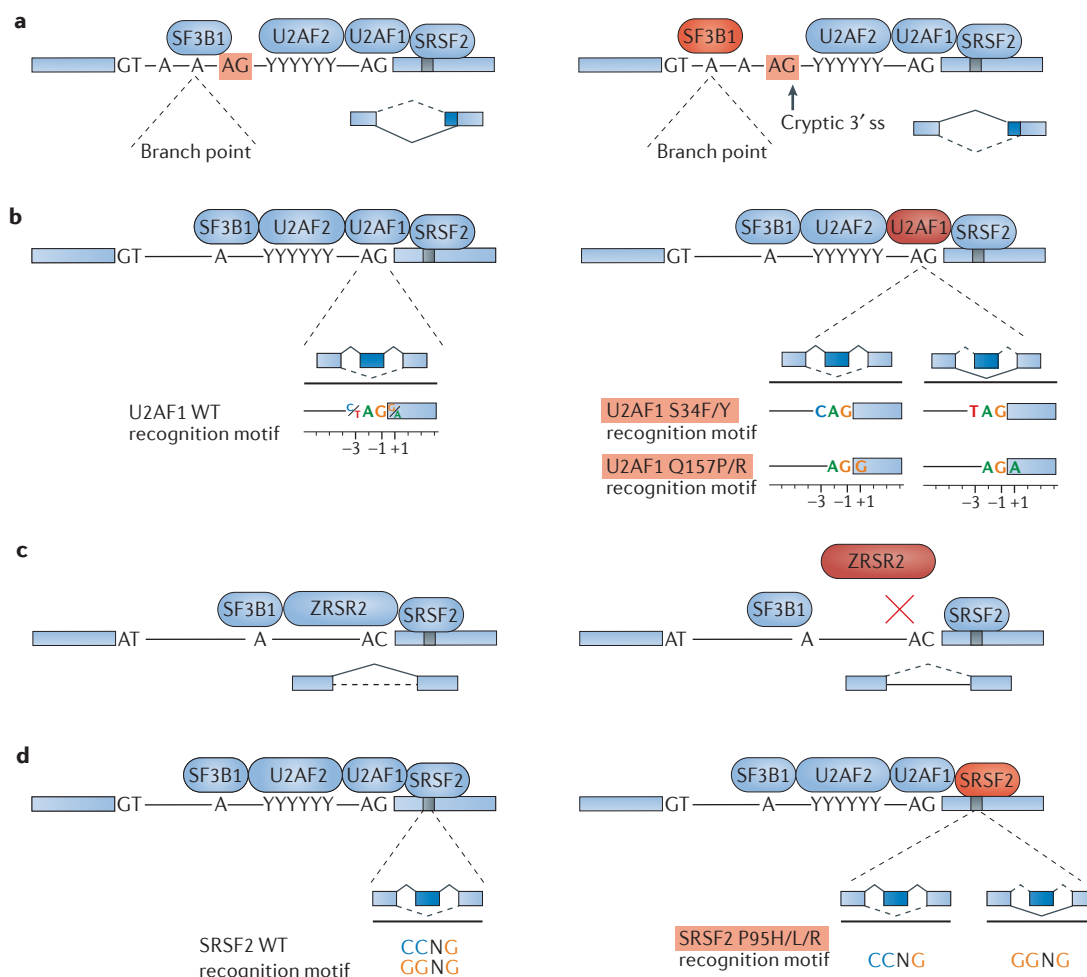 a
SF3B1 U2AF2 U2AF1 SRSF2
GT A A AG YYYYYY AG
Branch point
SF3B1 U2AF2 U2AF1 SRSF2
GT A A AG YYYYYY AG
Cryptic 3′ ss
Branch point
b
SF3B1 U2AF2 U2AF1 SRSF2
GT A YYYYYY AG
U2AF1 WT
recognition motif
C/T A G G/A
−3 −1 +1
SF3B1 U2AF2 U2AF1 SRSF2
GT A YYYYYY AG
U2AF1 S34F/Y
recognition motif
CAG TAG
U2AF1 Q157P/R
recognition motif
AGG AGA
−3 −1 +1 −3 −1 +1
c
SF3B1 ZRSR2 SRSF2
AT A AC
ZRSR2
SF3B1 SRSF2
AT A AC
d
SF3B1 U2AF2 U2AF1 SRSF2
GT A YYYYYY AG
SRSF2 WT
recognition motif
CCNG
GGNG
SF3B1 U2AF2 U2AF1 SRSF2
GT A YYYYYY AG
SRSF2 P95H/L/R
recognition motif
CCNG GGNG